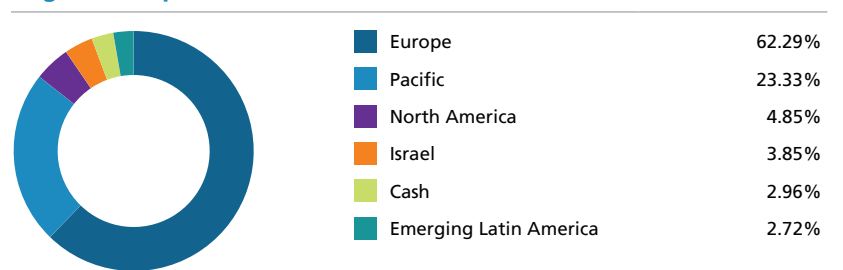 Europe 62.29%
Pacific 23.33%
North America 4.85%
Israel 3.85%
Cash 2.96%
Emerging Latin America 2.72%